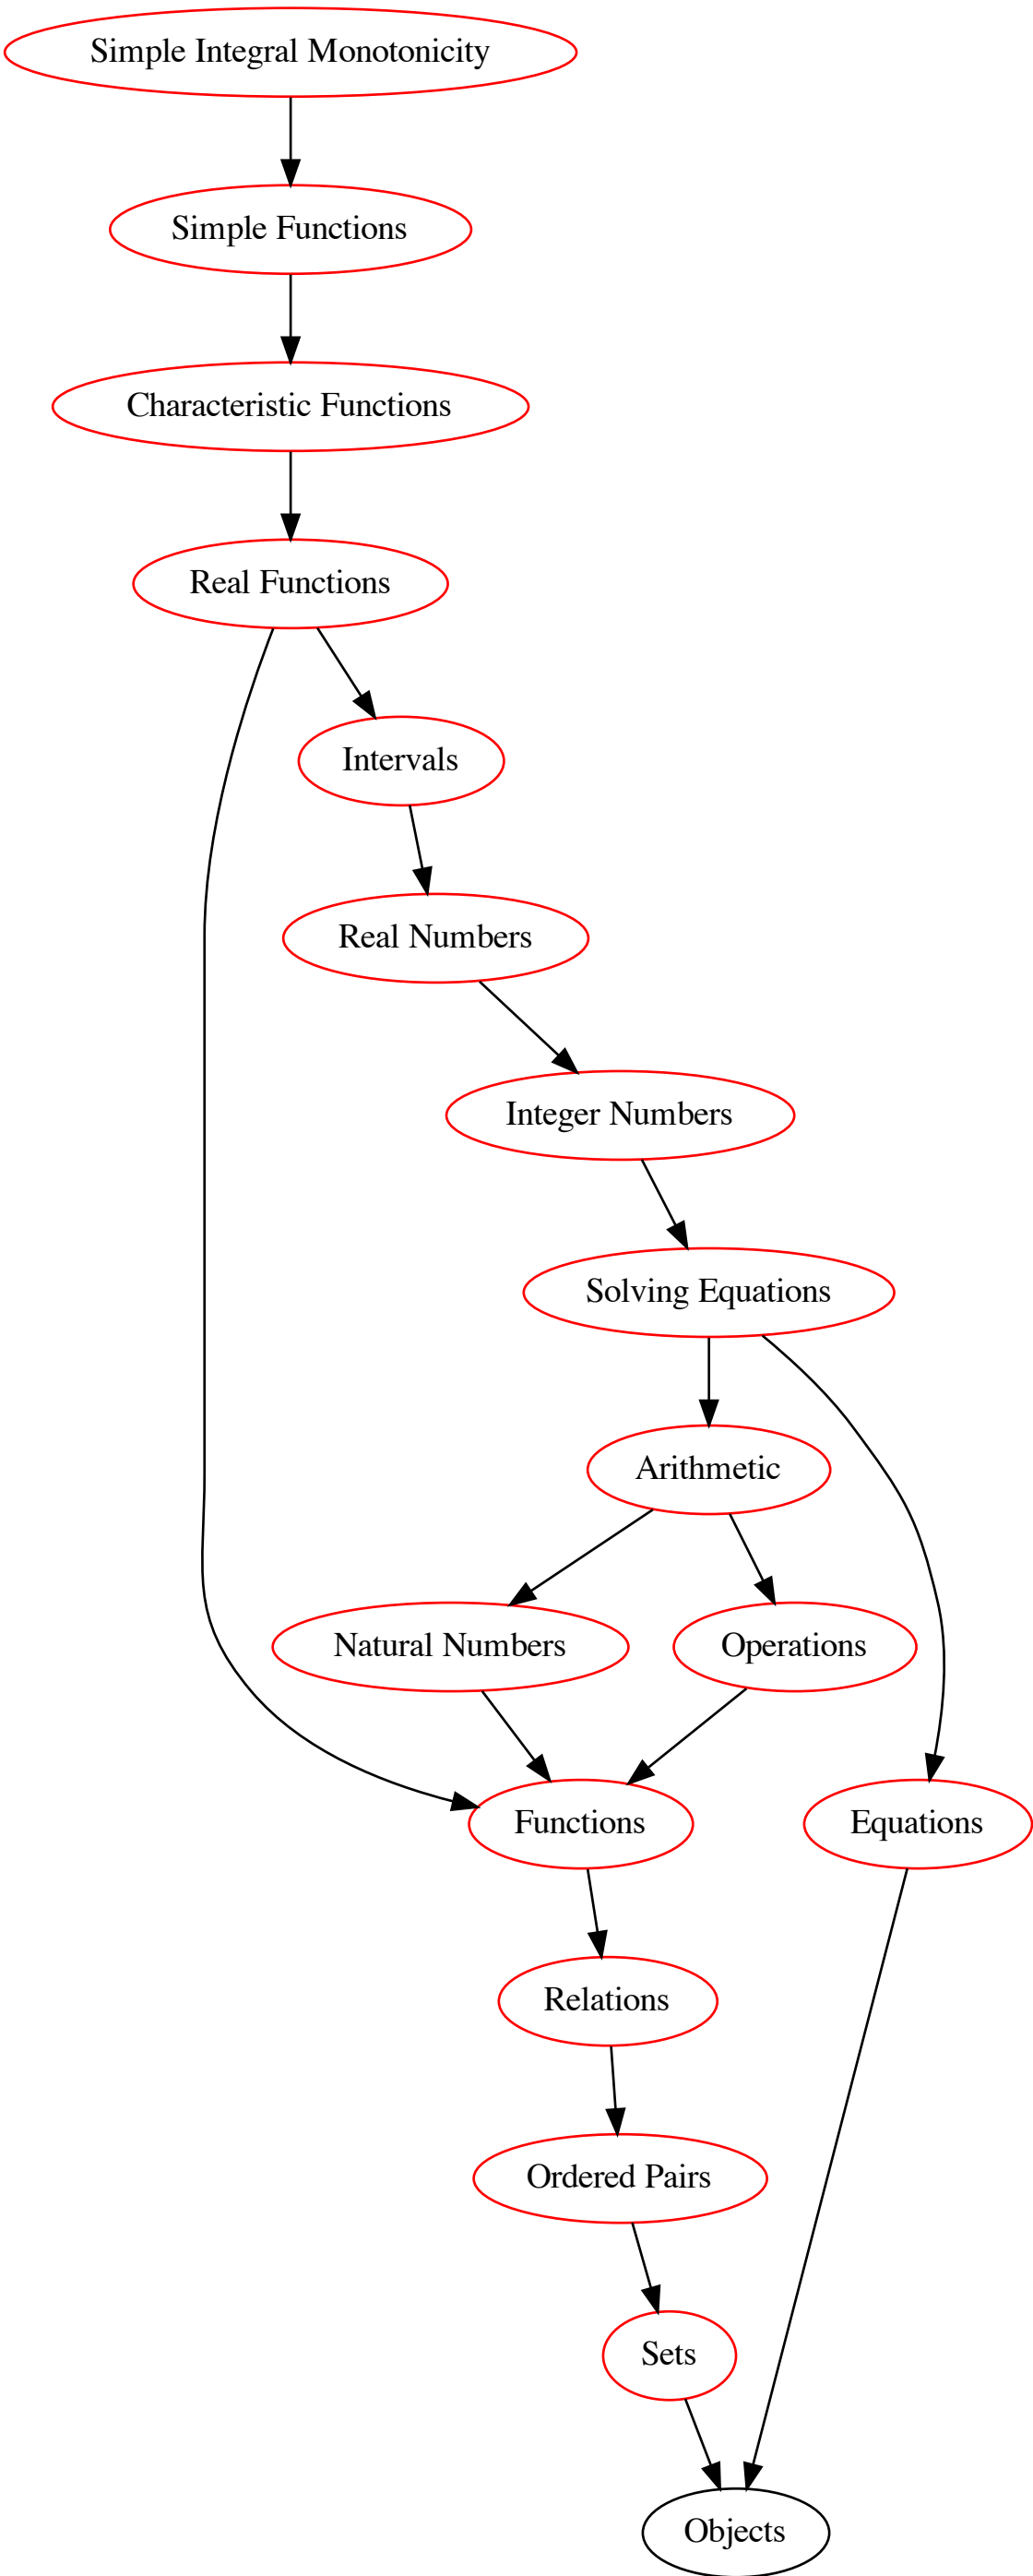 Simple Integral Monotonicity
Simple Functions
Characteristic Functions
Real Functions
Intervals
Real Numbers
Integer Numbers
Solving Equations
Arithmetic
Natural Numbers
Operations
Functions
Equations
Relations
Ordered Pairs
Sets
Objects